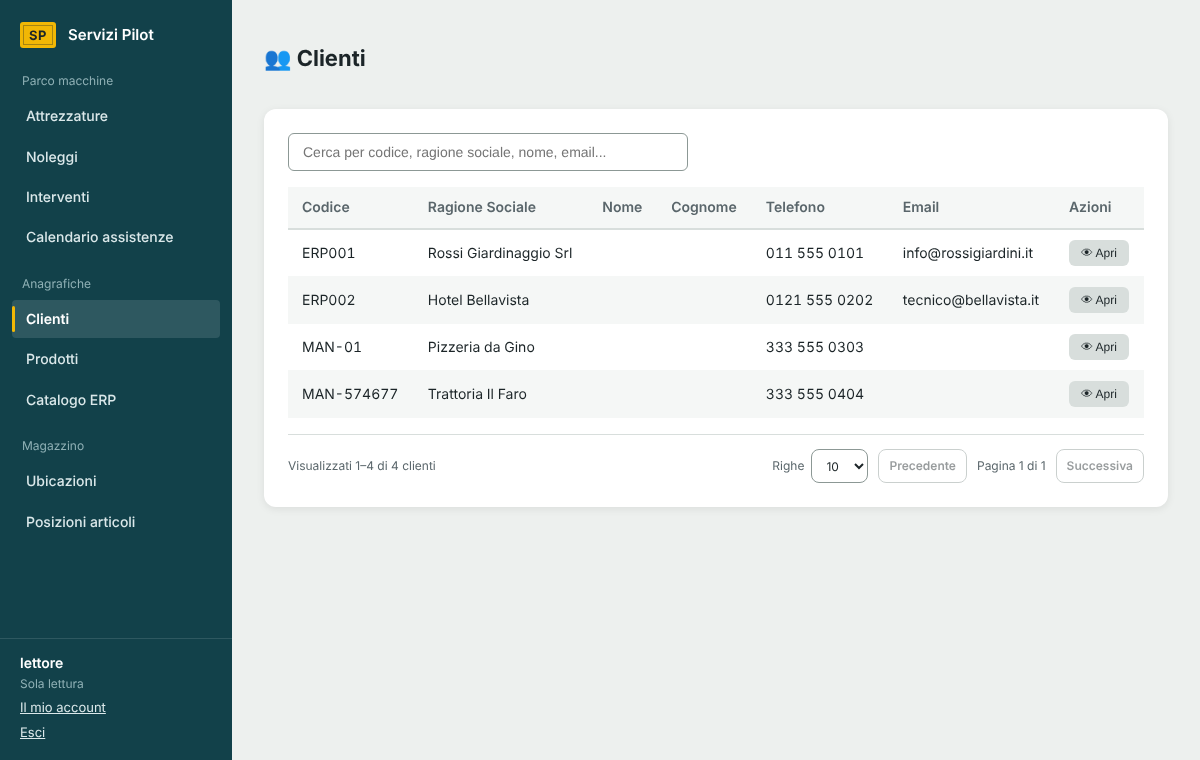 SP Servizi Pilot
Parco macchine
Attrezzature
Noleggi
Interventi
Calendario assistenze
Anagrafiche
Clienti
Prodotti
Catalogo ERP
Magazzino
Ubicazioni
Posizioni articoli
lettore
Sola lettura
Il mio account
Esci
👥 Clienti
Cerca per codice, ragione sociale, nome, email...
Codice Ragione Sociale Nome Cognome Telefono Email Azioni
ERP001 Rossi Giardinaggio Srl 011 555 0101 info@rossigiardini.it 👁 Apri
ERP002 Hotel Bellavista 0121 555 0202 tecnico@bellavista.it 👁 Apri
MAN-01 Pizzeria da Gino 333 555 0303 👁 Apri
MAN-574677 Trattoria Il Faro 333 555 0404 👁 Apri
Visualizzati 1–4 di 4 clienti Righe 10 Precedente Pagina 1 di 1 Successiva